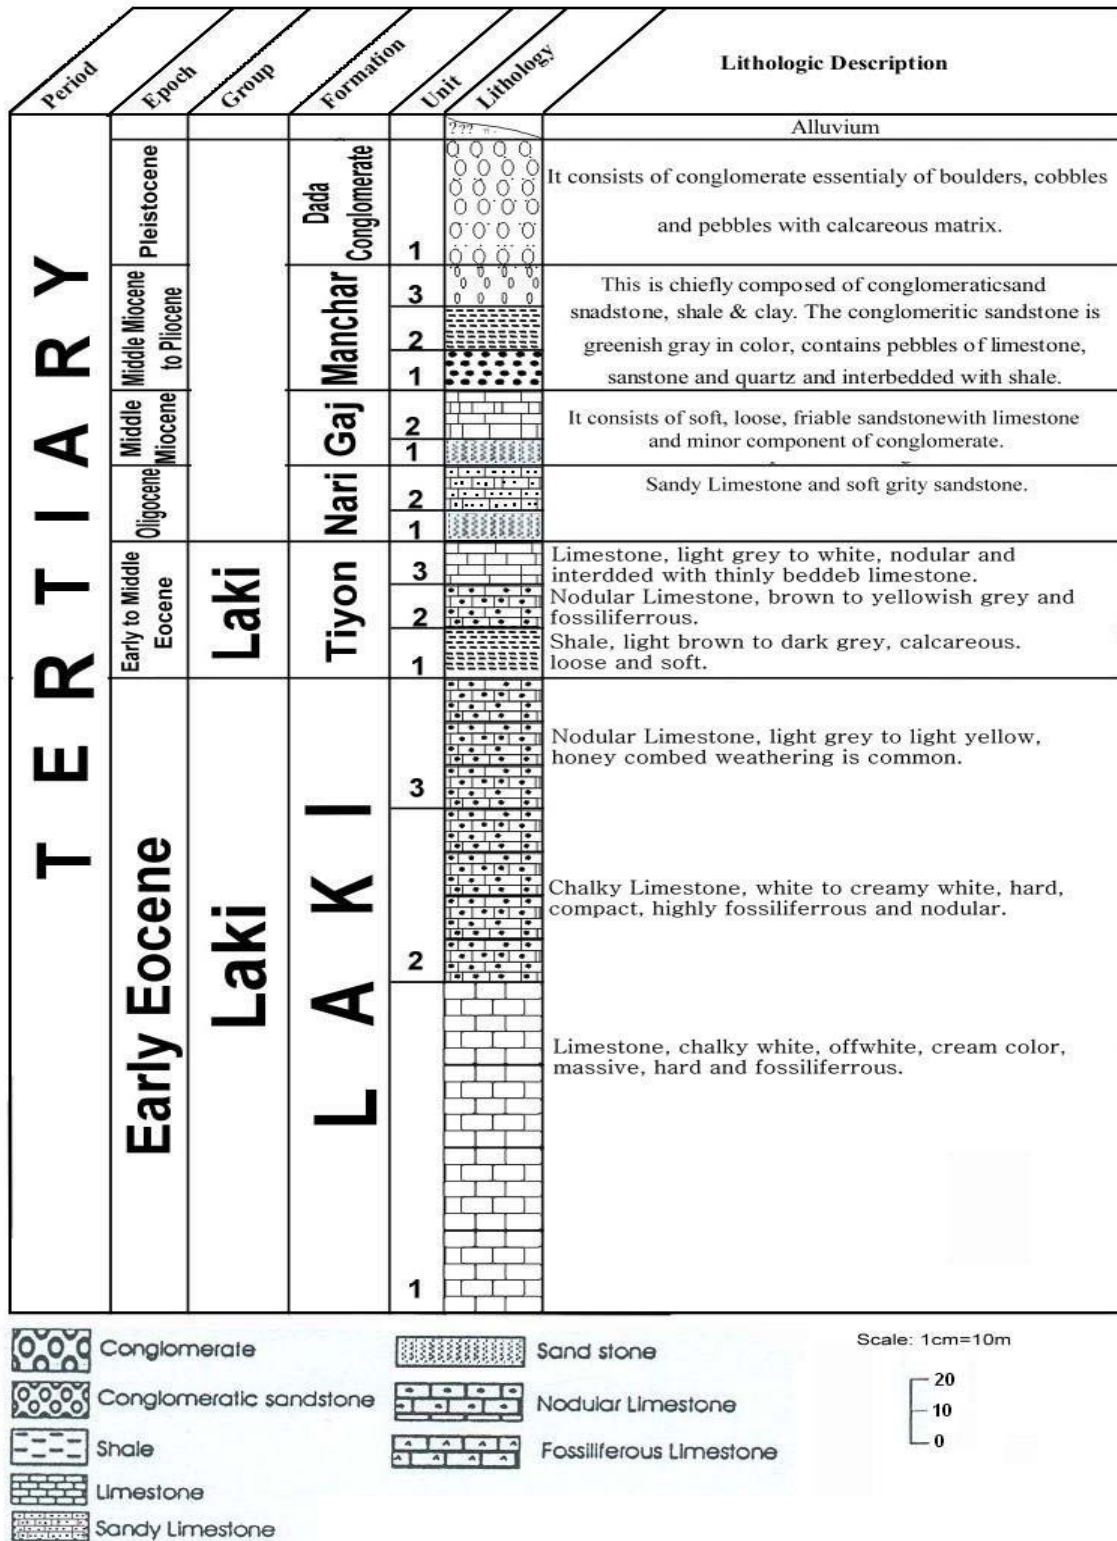 Period
Epoch
Group
Formation
Unit
Lithology
Lithologic Description
TERTIARY
???
Alluvium
Pleistocene
Dada
Conglomerate
1
It consists of conglomerate essentialy of boulders, cobbles
and pebbles with calcareous matrix.
Middle Miocene
to Pliocene
Manchar
3
2
1
This is chiefly composed of conglomeraticsand
snadstone, shale & clay. The conglomeritic sandstone is
greenish gray in color, contains pebbles of limestone,
sanstone and quartz and interbedded with shale.
Middle
Miocene
Gaj
2
1
It consists of soft, loose, friable sandstonewith limestone
and minor component of conglomerate.
Oligocene
Nari
2
1
Sandy Limestone and soft grity sandstone.
Early to Middle
Eocene
Laki
Tiyon
3
Limestone, light grey to white, nodular and
interdded with thinly beddeb limestone.
2
Nodular Limestone, brown to yellowish grey and
fossiliferrous.
1
Shale, light brown to dark grey, calcareous.
loose and soft.
Early Eocene
Laki
LAKI
3
Nodular Limestone, light grey to light yellow,
honey combed weathering is common.
2
Chalky Limestone, white to creamy white, hard,
compact, highly fossiliferrous and nodular.
1
Limestone, chalky white, offwhite, cream color,
massive, hard and fossiliferrous.
Conglomerate
Conglomeratic sandstone
Shale
Limestone
Sandy Limestone
Sand stone
Nodular Limestone
Fossiliferous Limestone
Scale: 1cm=10m
20
10
0